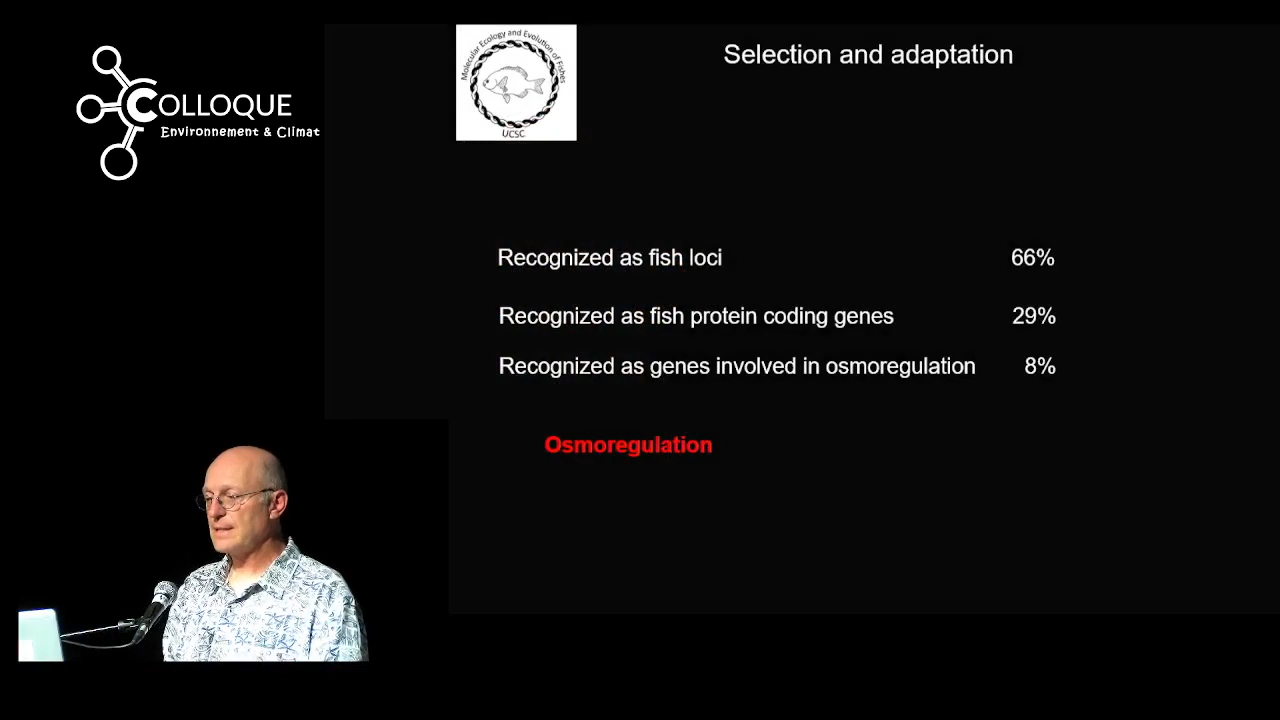 COLLOQUE
Environnement & Climat
Molecular Ecology and Evolution of Fishes
UCSC
Selection and adaptation
Recognized as fish loci 66%
Recognized as fish protein coding genes 29%
Recognized as genes involved in osmoregulation 8%
Osmoregulation